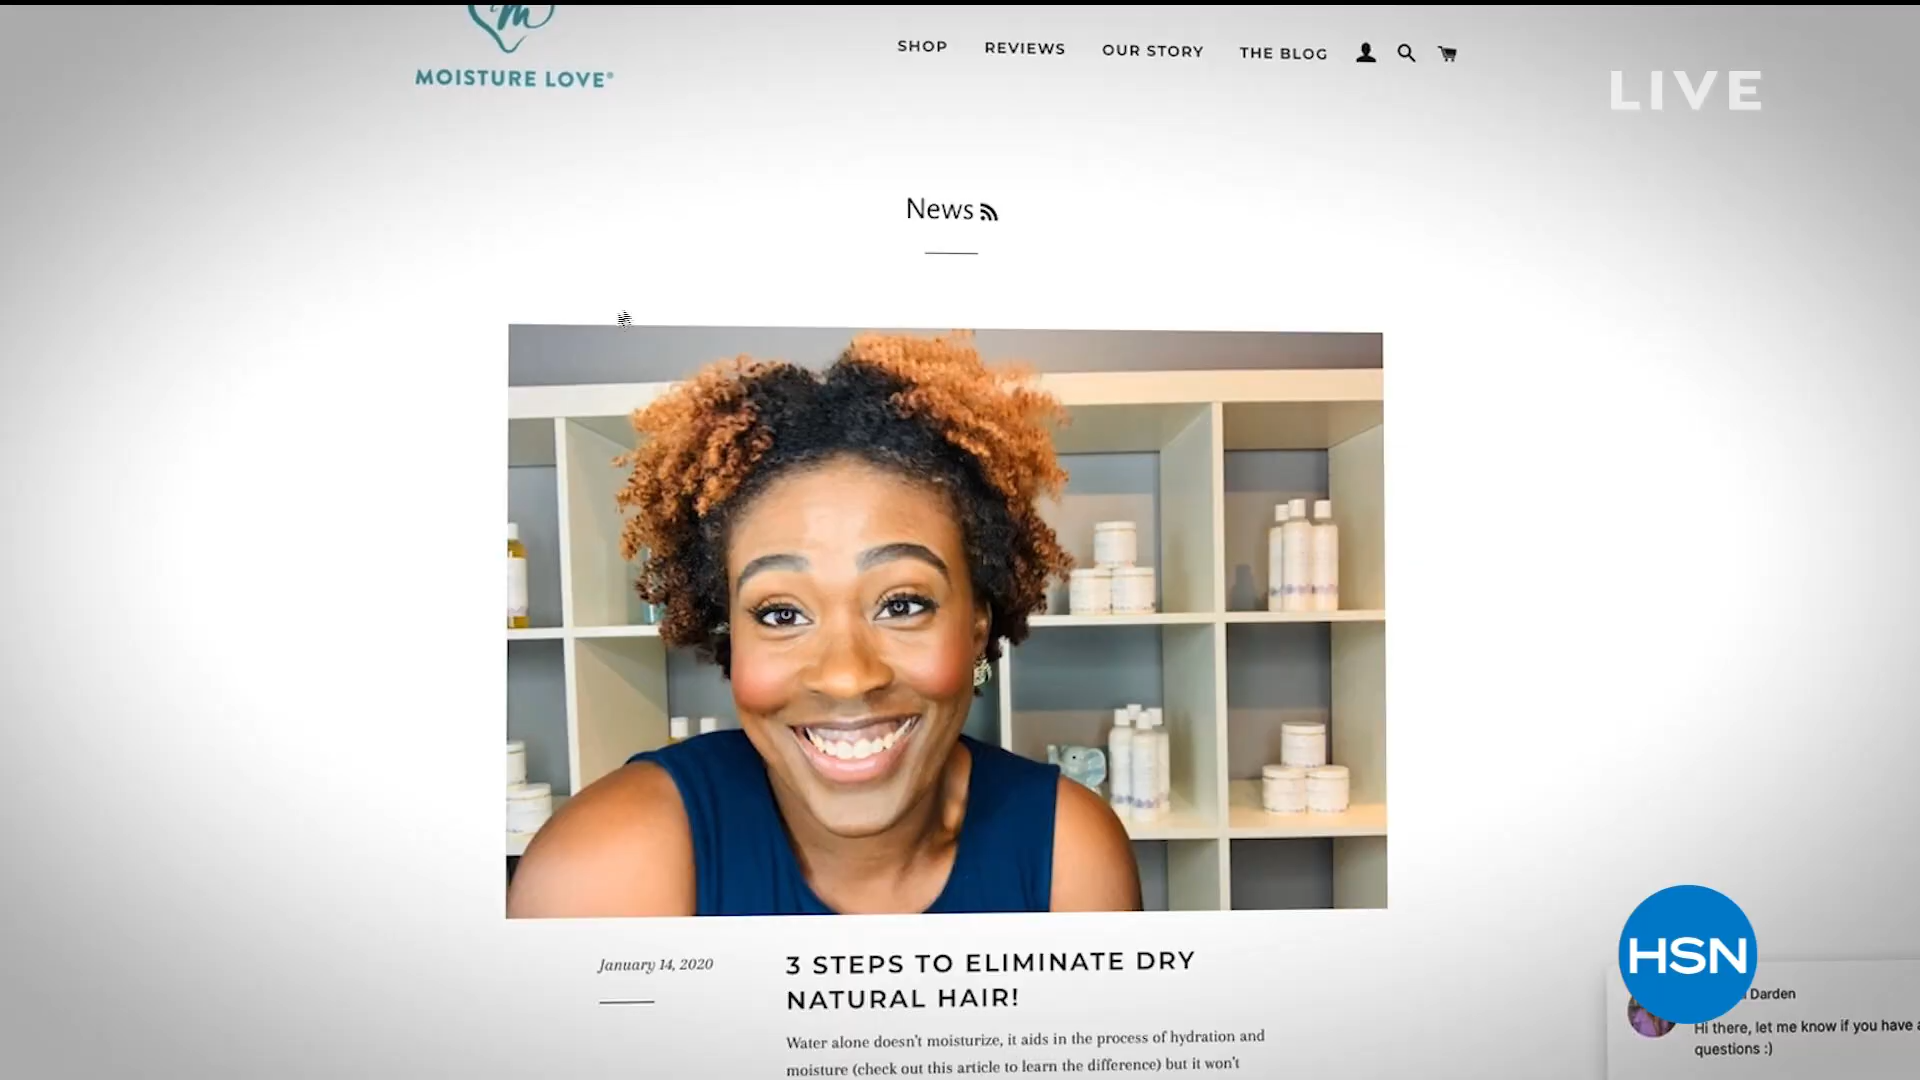 MOISTURE LOVE®
SHOP REVIEWS OUR STORY THE BLOG
LIVE
News
January 14, 2020
3 STEPS TO ELIMINATE DRY
NATURAL HAIR!
Water alone doesn't moisturize, it aids in the process of hydration and
moisture (check out this article to learn the difference) but it won't
HSN
Darden
Hi there, let me know if you have
questions :)